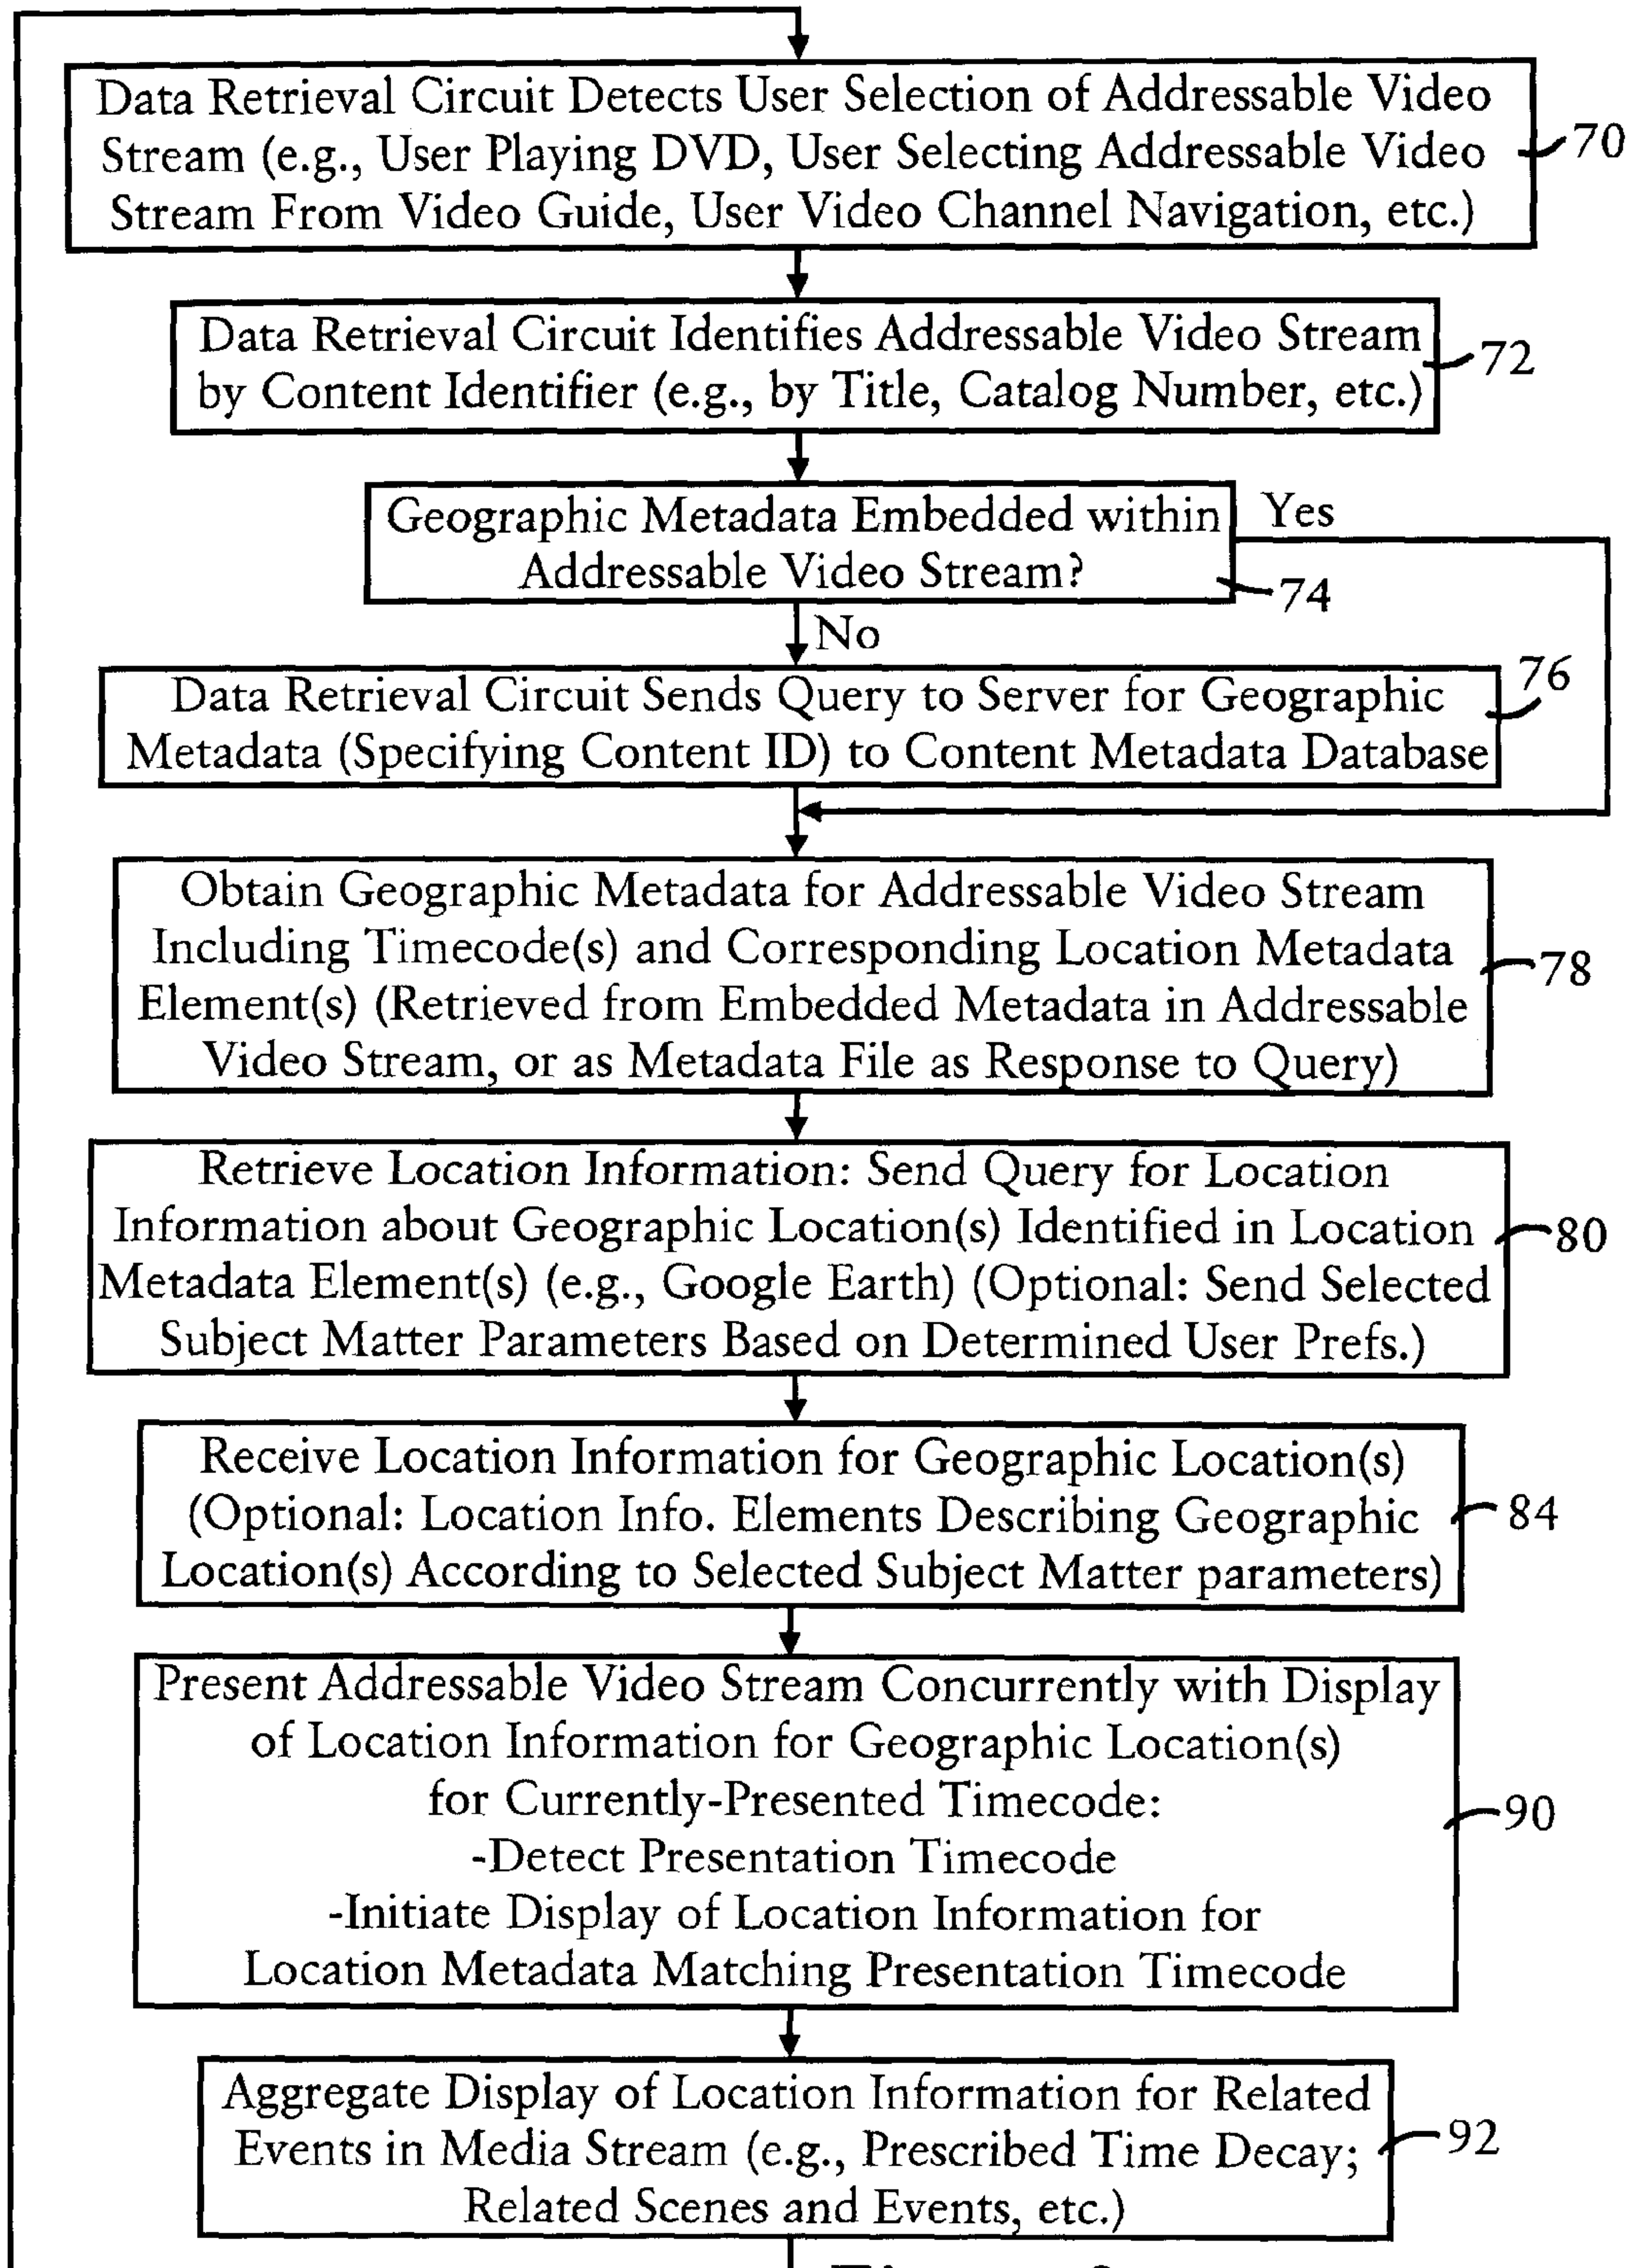 Data Retrieval Circuit Detects User Selection of Addressable Video
Stream (e.g., User Playing DVD, User Selecting Addressable Video
Stream From Video Guide, User Video Channel Navigation, etc.)
70
Data Retrieval Circuit Identifies Addressable Video Stream
by Content Identifier (e.g., by Title, Catalog Number, etc.)
72
Geographic Metadata Embedded within
Addressable Video Stream?
Yes
74
No
Data Retrieval Circuit Sends Query to Server for Geographic
Metadata (Specifying Content ID) to Content Metadata Database
76
Obtain Geographic Metadata for Addressable Video Stream
Including Timecode(s) and Corresponding Location Metadata
Element(s) (Retrieved from Embedded Metadata in Addressable
Video Stream, or as Metadata File as Response to Query)
78
Retrieve Location Information: Send Query for Location
Information about Geographic Location(s) Identified in Location
Metadata Element(s) (e.g., Google Earth) (Optional: Send Selected
Subject Matter Parameters Based on Determined User Prefs.)
80
Receive Location Information for Geographic Location(s)
(Optional: Location Info. Elements Describing Geographic
Location(s) According to Selected Subject Matter parameters)
84
Present Addressable Video Stream Concurrently with Display
of Location Information for Geographic Location(s)
for Currently-Presented Timecode:
-Detect Presentation Timecode
-Initiate Display of Location Information for
Location Metadata Matching Presentation Timecode
90
Aggregate Display of Location Information for Related
Events in Media Stream (e.g., Prescribed Time Decay;
Related Scenes and Events, etc.)
92